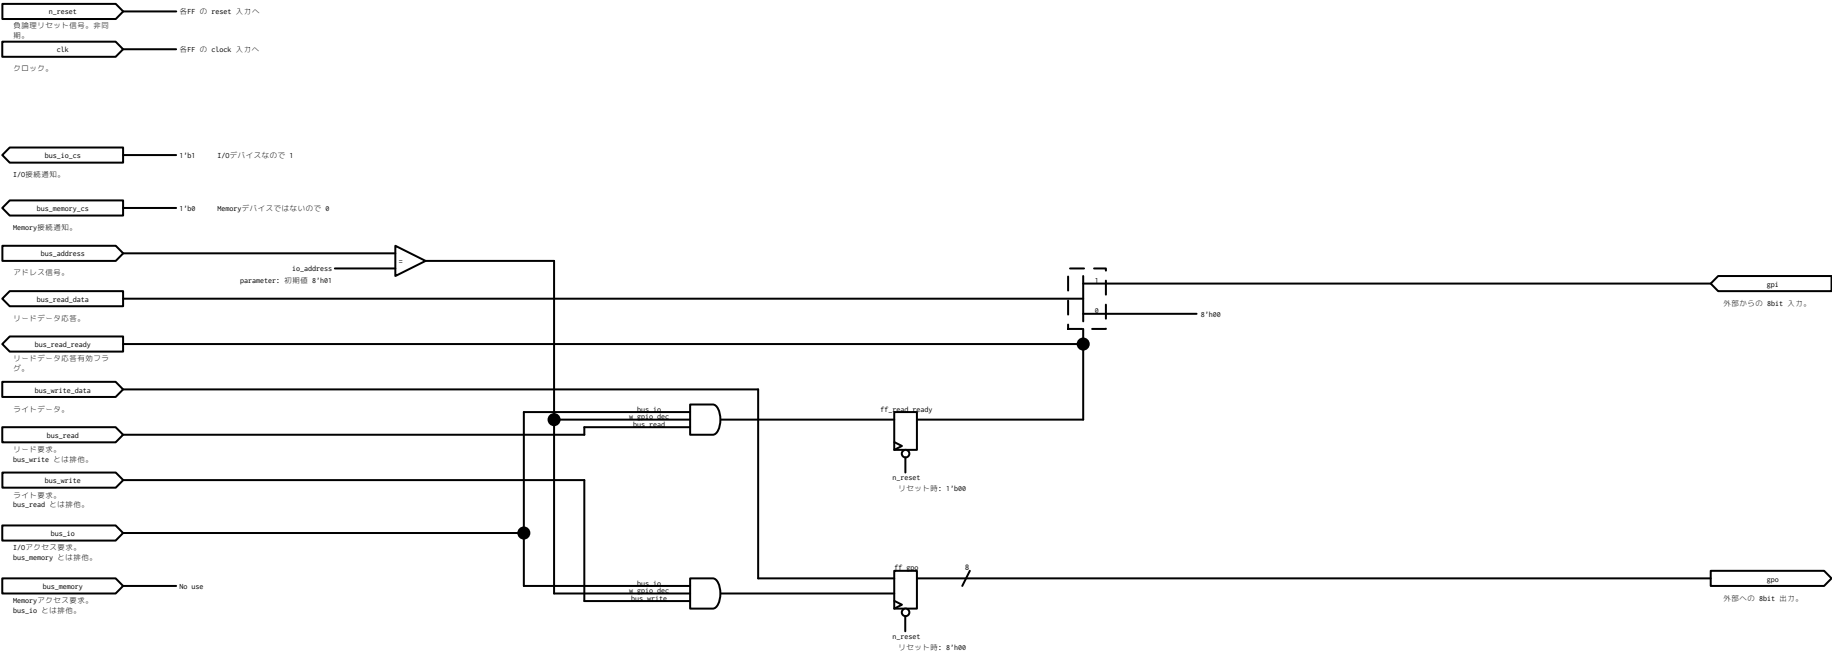 n_reset
各FF の reset 入力へ
負論理リセット信号。非同
期。
clk
各FF の clock 入力へ
クロック。
bus_io_cs
1'b1
I/Oデバイスなので 1
I/O接続通知。
bus_memory_cs
1'b0
Memoryデバイスではないので 0
Memory接続通知。
bus_address
アドレス信号。
=
io_address
parameter: 初期値 8'h01
bus_read_data
リードデータ応答。
1
0
8'h00
gpi
外部からの 8bit 入力。
bus_read_ready
リードデータ応答有効フラ
グ。
bus_write_data
ライトデータ。
bus_io
w_gpio_dec
bus_read
ff_read_ready
n_reset
リセット時: 1'b00
bus_read
リード要求。
bus_write とは排他。
bus_write
ライト要求。
bus_read とは排他。
bus_io
I/Oアクセス要求。
bus_memory とは排他。
bus_memory
No use
Memoryアクセス要求。
bus_io とは排他。
bus_io
w_gpio_dec
bus_write
ff_gpo
8
n_reset
リセット時: 8'h00
gpo
外部への 8bit 出力。